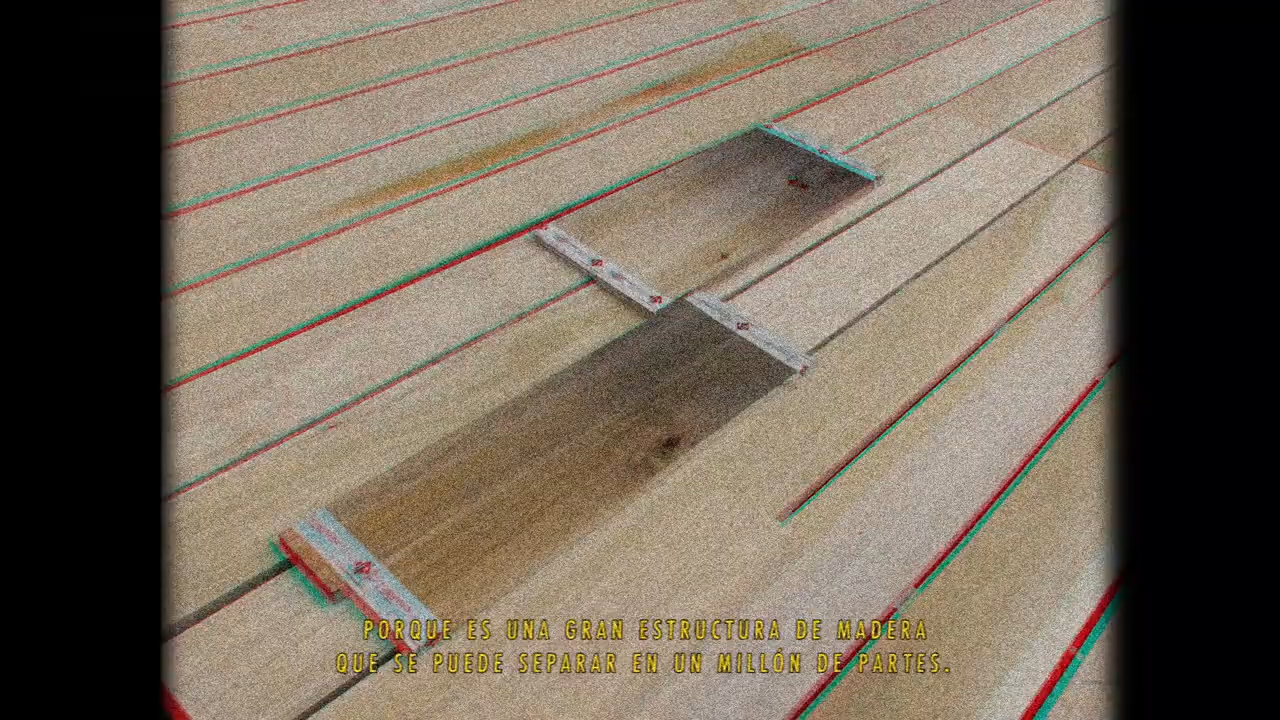 PORQUE ES UNA GRAN ESTRUCTURA DE MADERA
QUE SE PUEDE SEPARAR EN UN MILLÓN DE PARTES.